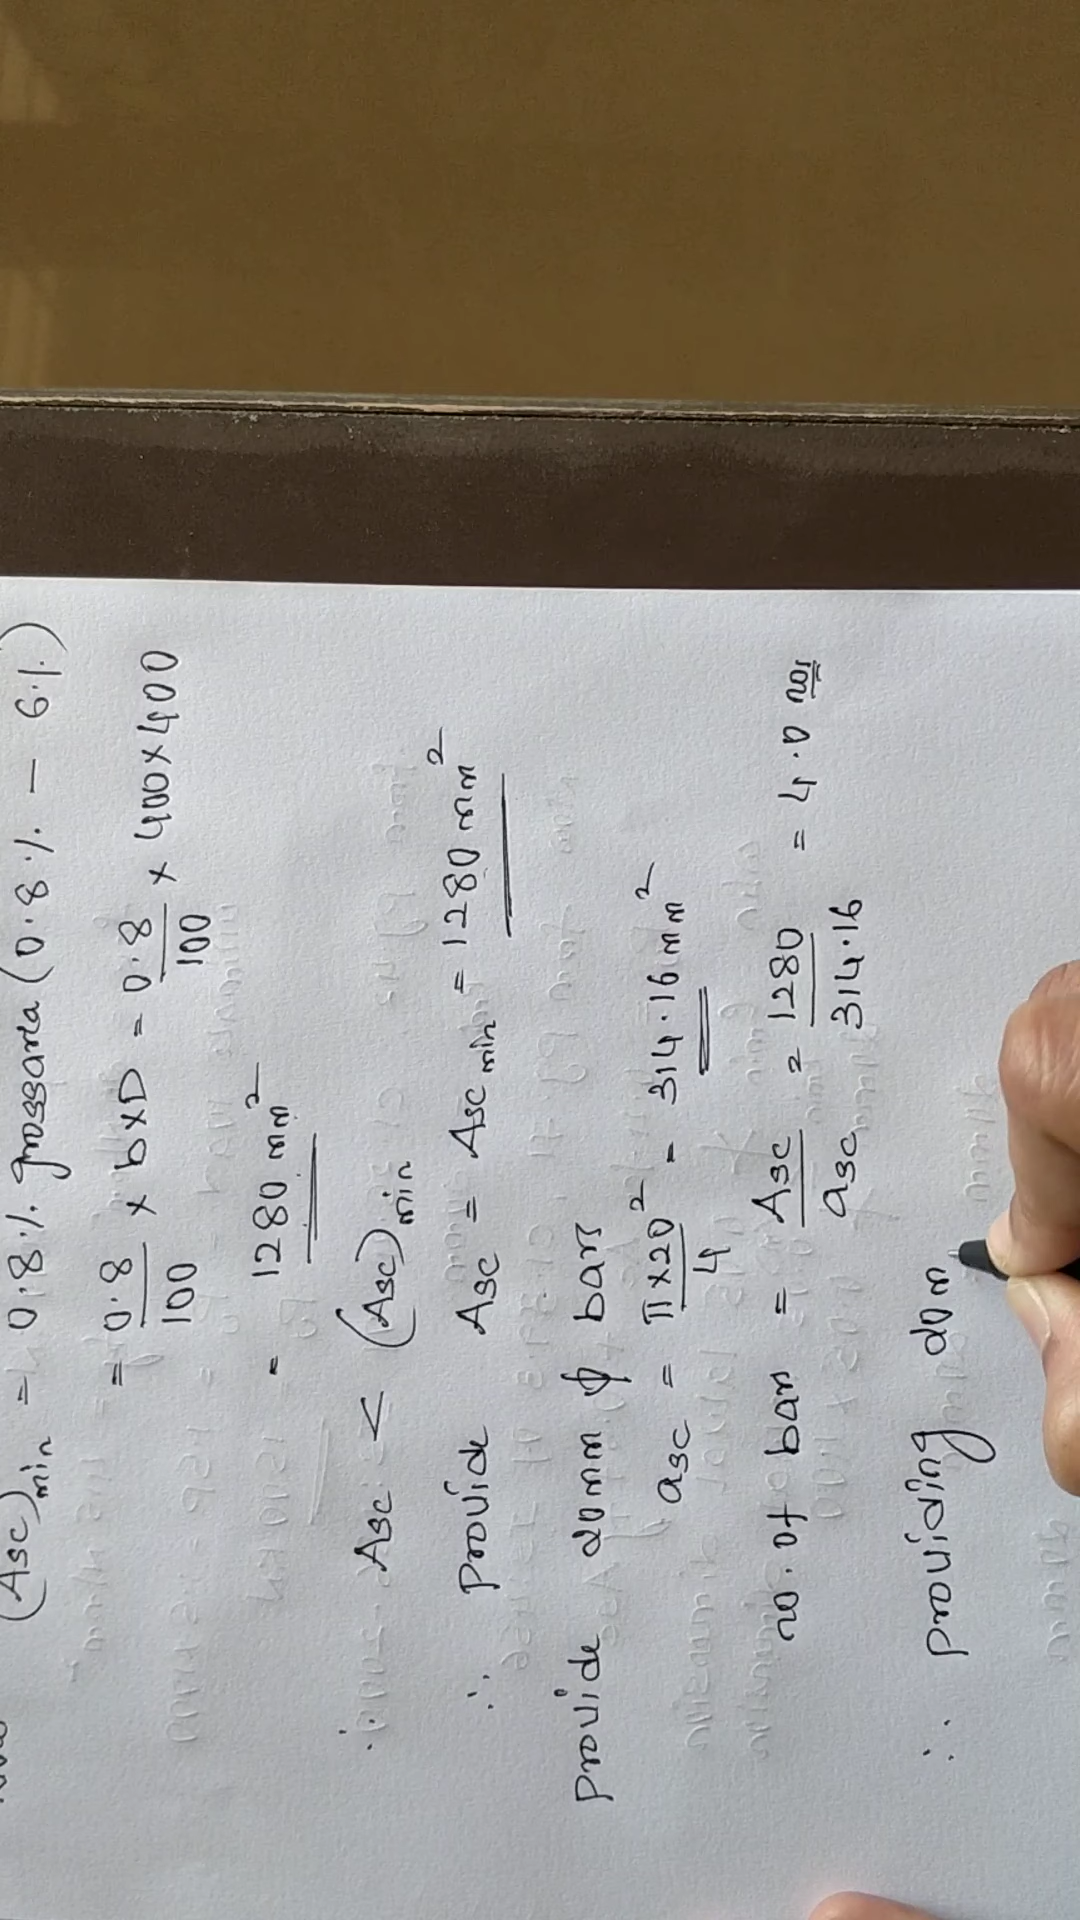 (Asc)min = 0.8% grossarea (0.8% - 6%)
= 0.8/100 × b×D = 0.8/100 × 400×400
= 1280 mm²
∴ Asc < (Asc)min
∴ provide Asc = Asc min = 1280 mm²
provide 20mm ϕ bars
asc = π×20²/4 = 314.16 mm²
no. of bars = Asc/asc = 1280/314.16 = 4.0 nos
∴ providing 20m